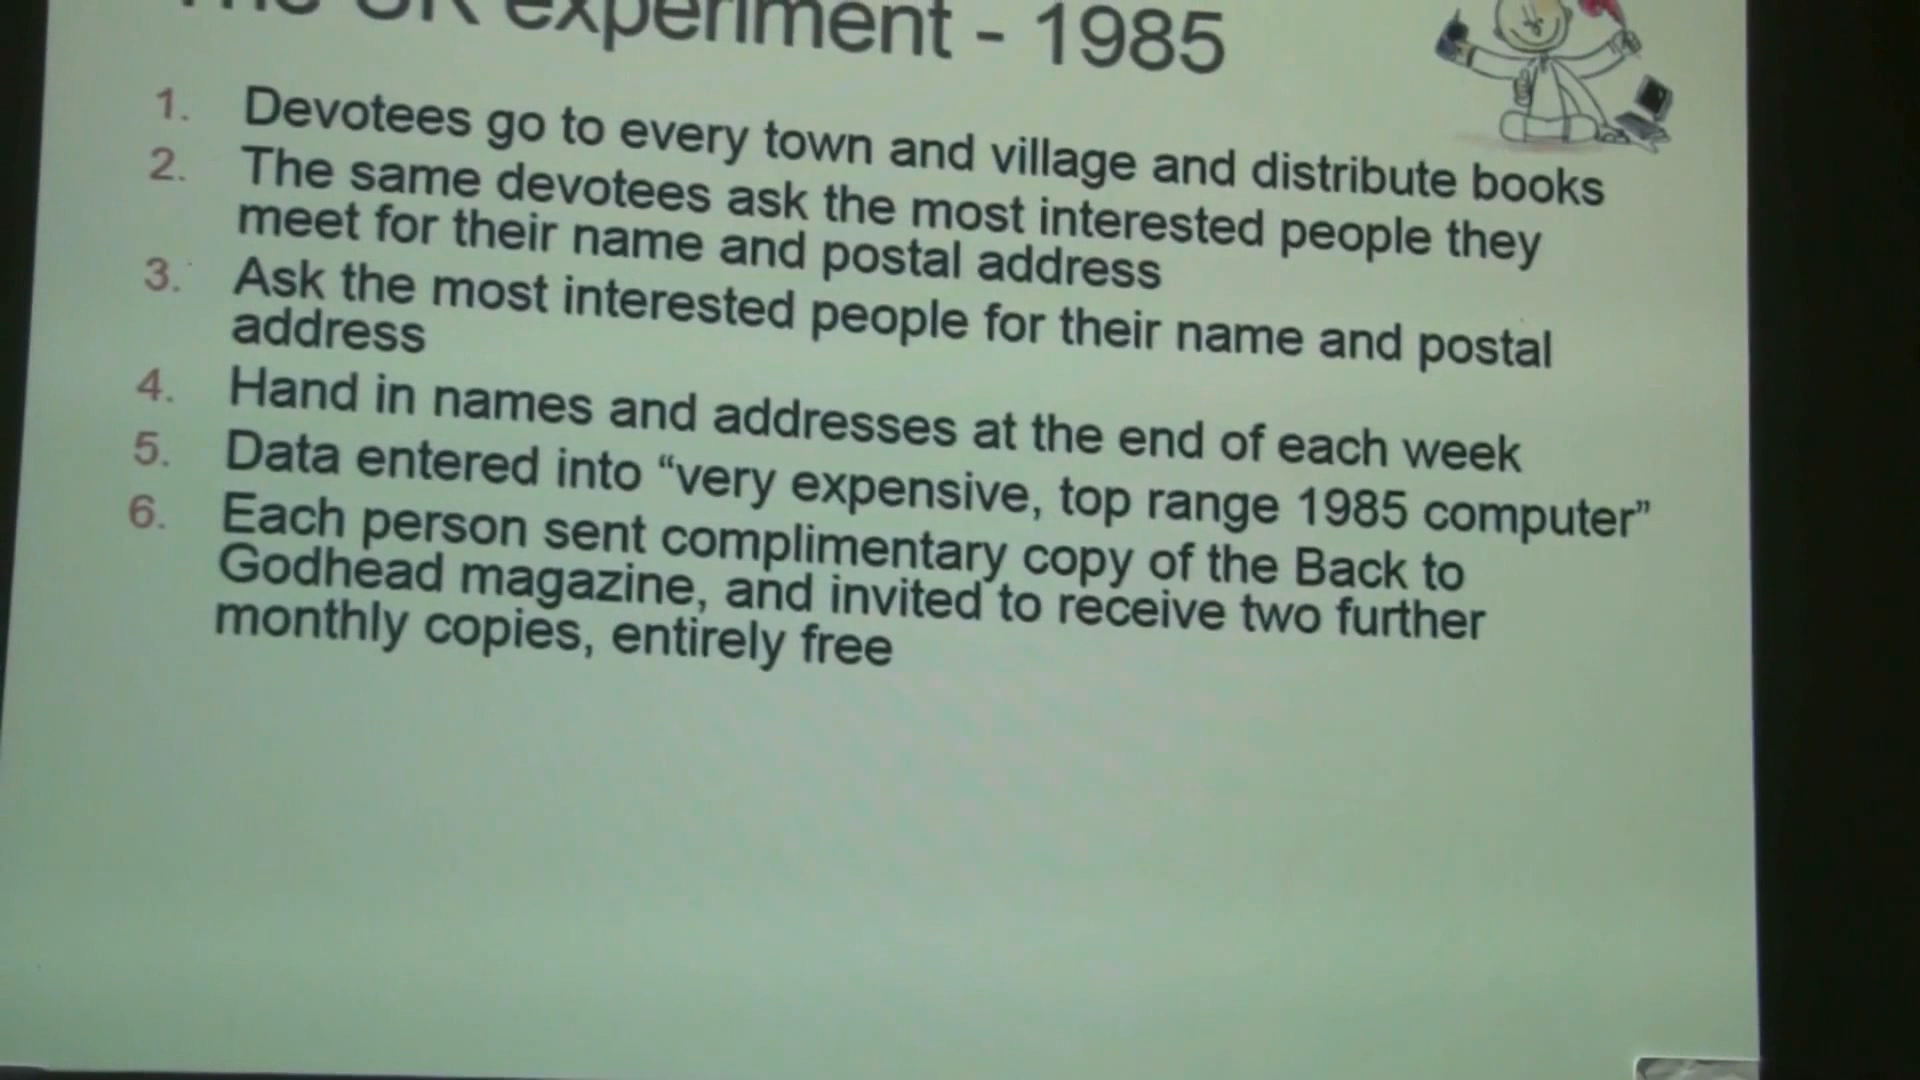 The UK experiment - 1985
1. Devotees go to every town and village and distribute books
2. The same devotees ask the most interested people they
meet for their name and postal address
3. Ask the most interested people for their name and postal
address
4. Hand in names and addresses at the end of each week
5. Data entered into “very expensive, top range 1985 computer”
6. Each person sent complimentary copy of the Back to
Godhead magazine, and invited to receive two further
monthly copies, entirely free